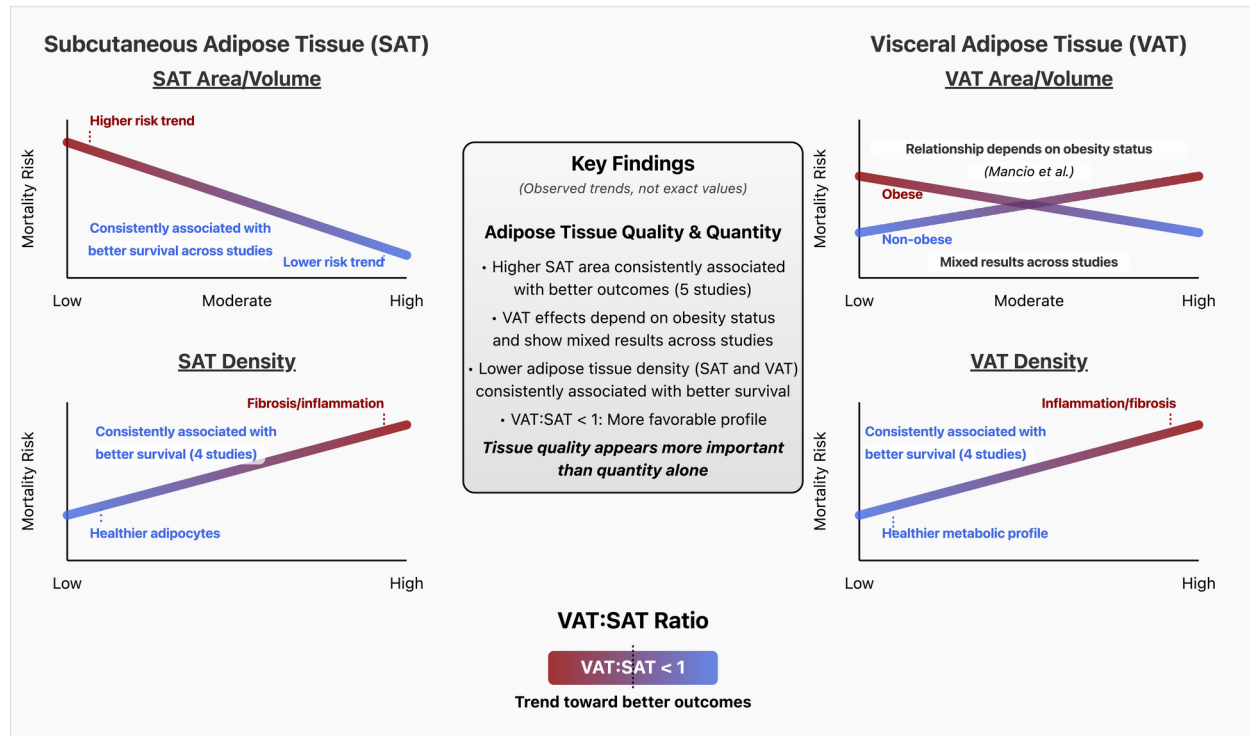 Subcutaneous Adipose Tissue (SAT)
SAT Area/Volume
Higher risk trend
Mortality Risk
Consistently associated with
better survival across studies
Lower risk trend
Low
Moderate
High
SAT Density
Fibrosis/inflammation
Mortality Risk
Consistently associated with
better survival (4 studies)
Healthier adipocytes
Low
High
Key Findings
(Observed trends, not exact values)
Adipose Tissue Quality & Quantity
• Higher SAT area consistently associated
with better outcomes (5 studies)
• VAT effects depend on obesity status
and show mixed results across studies
• Lower adipose tissue density (SAT and VAT)
consistently associated with better survival
• VAT:SAT < 1: More favorable profile
Tissue quality appears more important
than quantity alone
VAT:SAT Ratio
VAT:SAT < 1
Trend toward better outcomes
Visceral Adipose Tissue (VAT)
VAT Area/Volume
Mortality Risk
Relationship depends on obesity status
(Mancio et al.)
Obese
Non-obese
Mixed results across studies
Low
Moderate
High
VAT Density
Inflammation/fibrosis
Mortality Risk
Consistently associated with
better survival (4 studies)
Healthier metabolic profile
Low
High